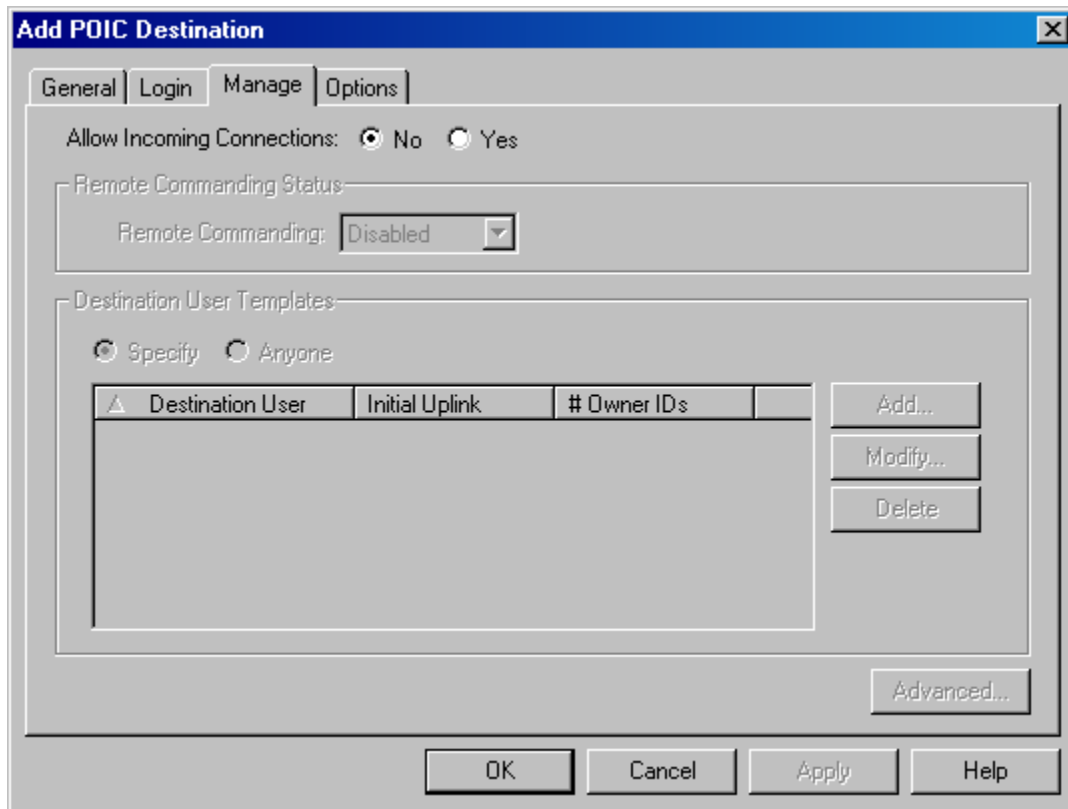 Add POIC Destination
General Login Manage Options
Allow Incoming Connections: No Yes
Remote Commanding Status
Remote Commanding: Disabled
Destination User Templates
Specify Anyone
Destination User Initial Uplink # Owner IDs
Add...
Modify...
Delete
Advanced...
OK Cancel Apply Help